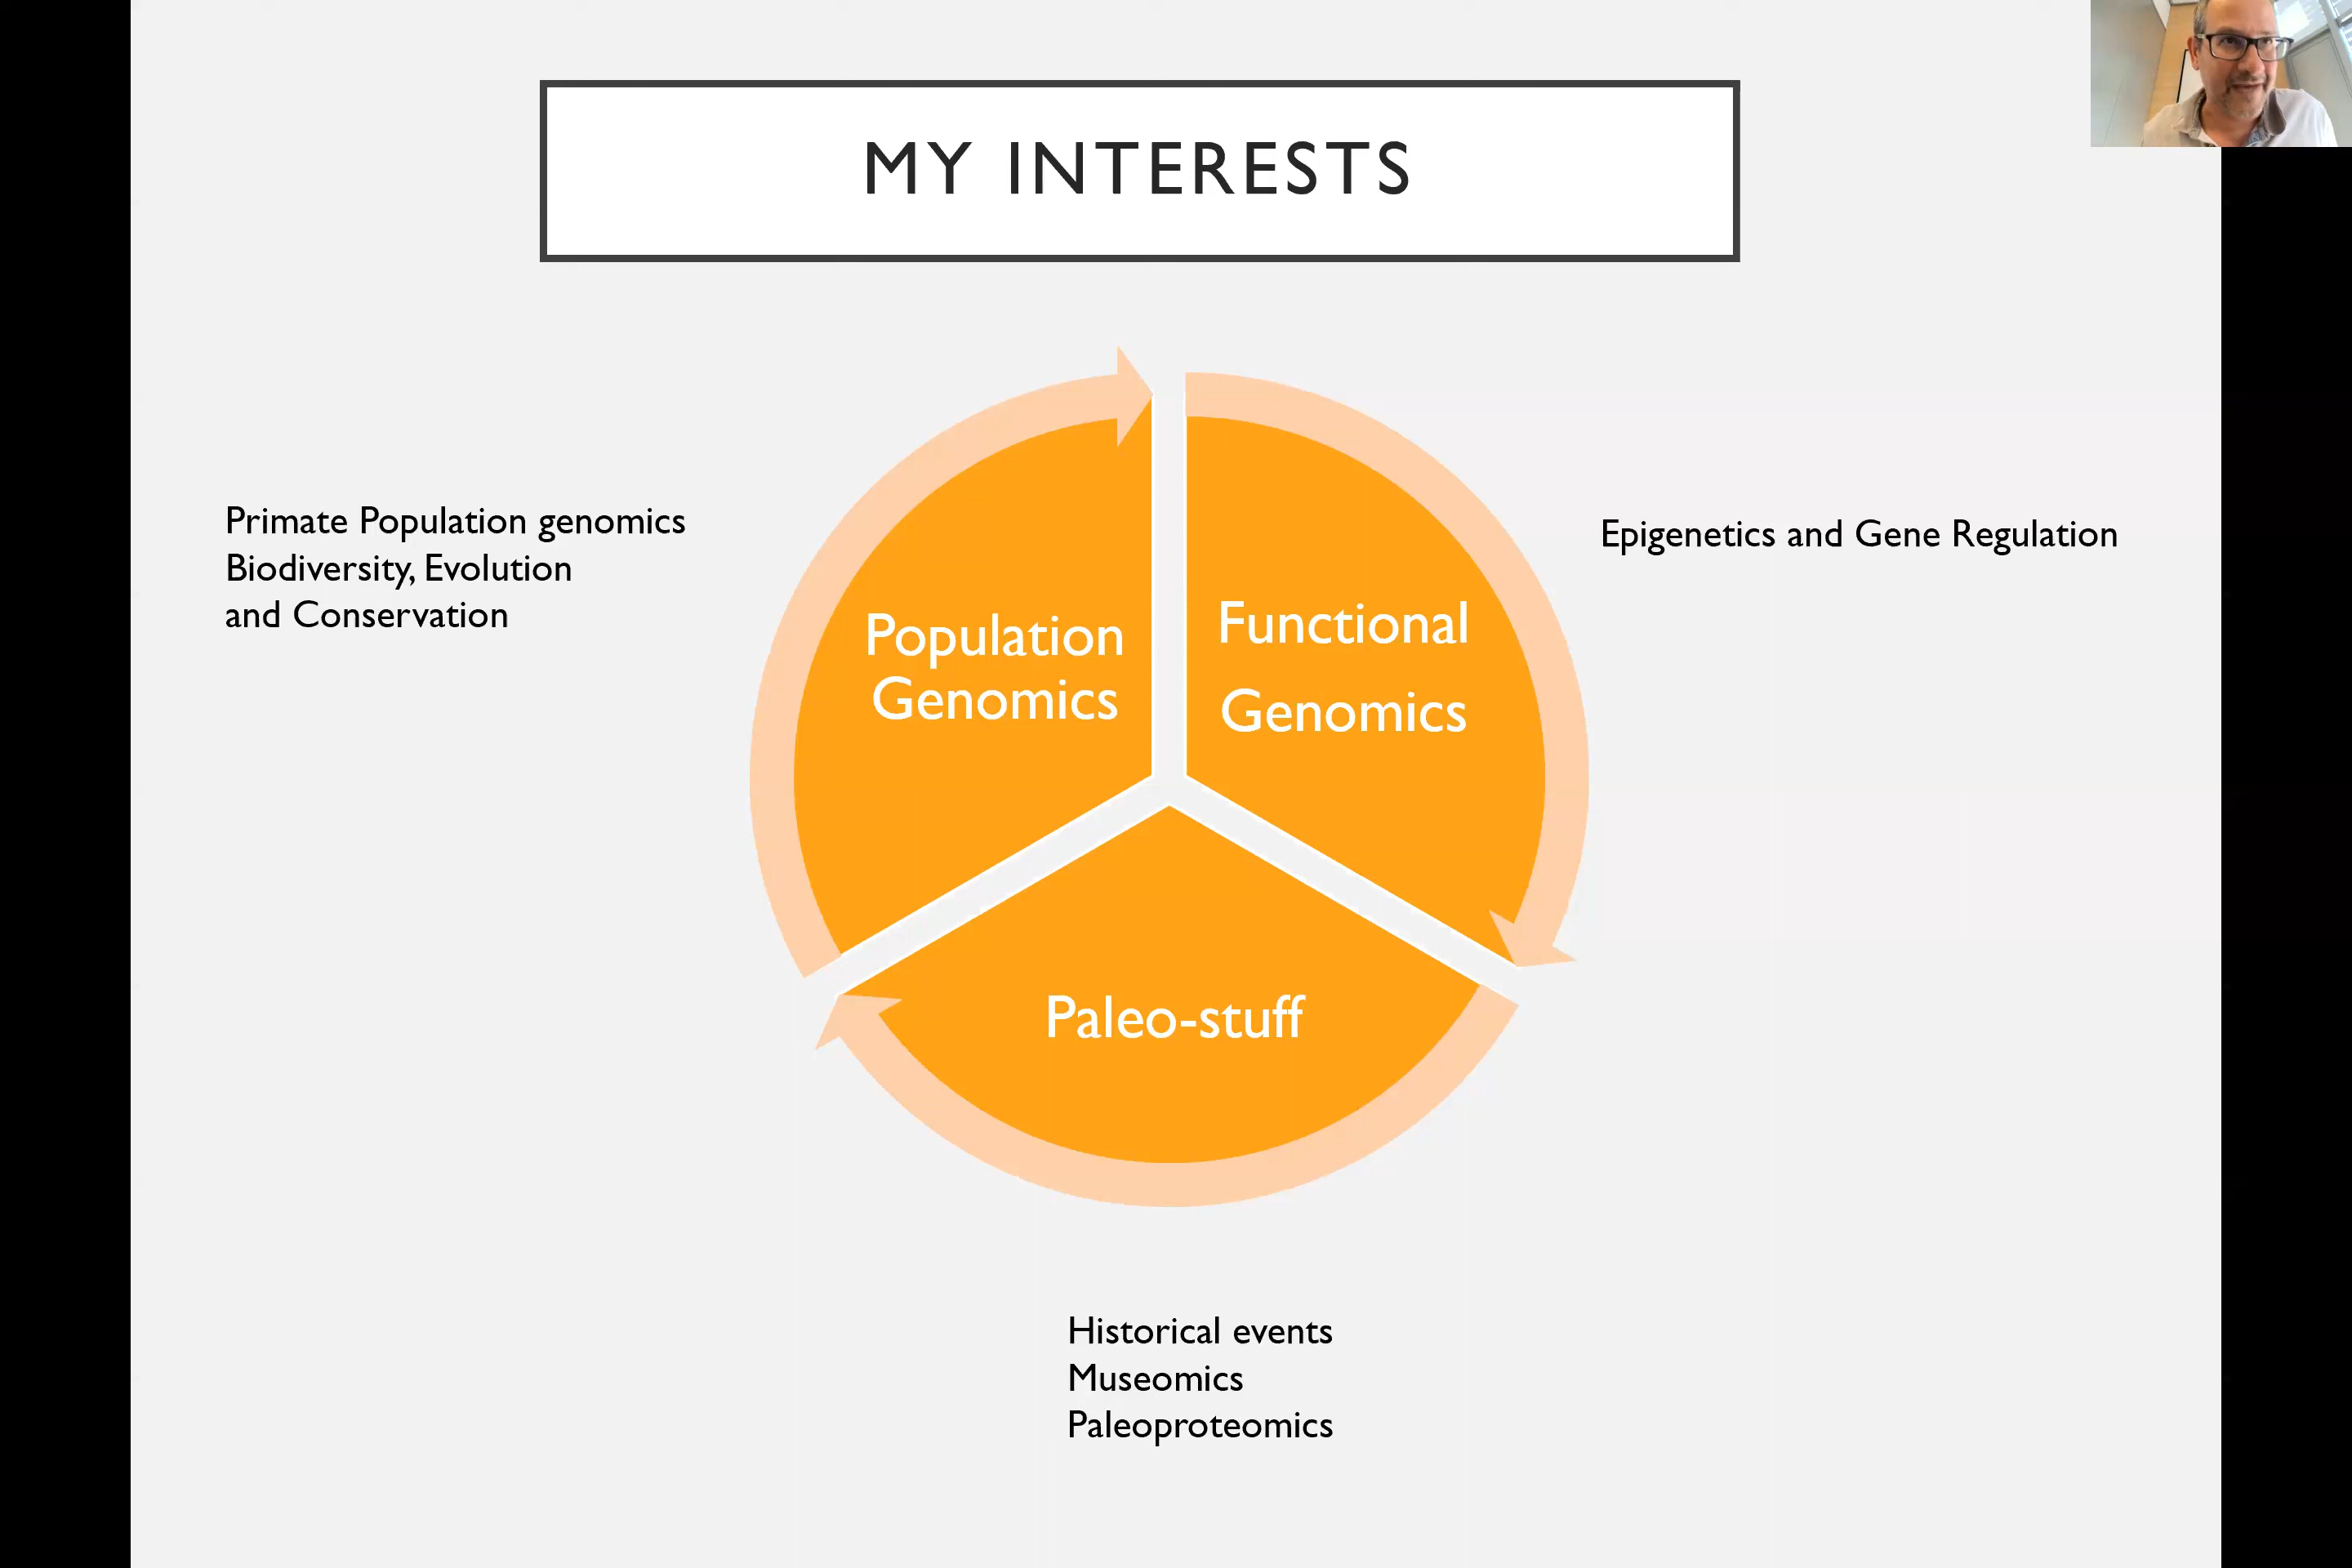 MY INTERESTS
Primate Population genomics
Biodiversity, Evolution
and Conservation
Epigenetics and Gene Regulation
Population
Genomics
Functional
Genomics
Paleo-stuff
Historical events
Museomics
Paleoproteomics